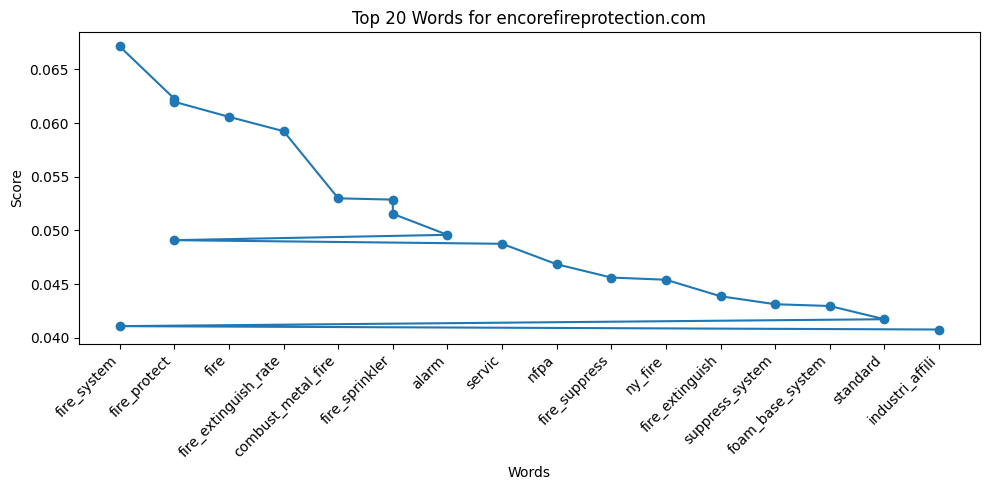 Top 20 Words for encorefireprotection.com
Score
0.065
0.060
0.055
0.050
0.045
0.040
fire_system
fire_protect
fire
fire_extinguish_rate
combust_metal_fire
fire_sprinkler
alarm
servic
nfpa
fire_suppress
ny_fire
fire_extinguish
suppress_system
foam_base_system
standard
industri_affili
Words